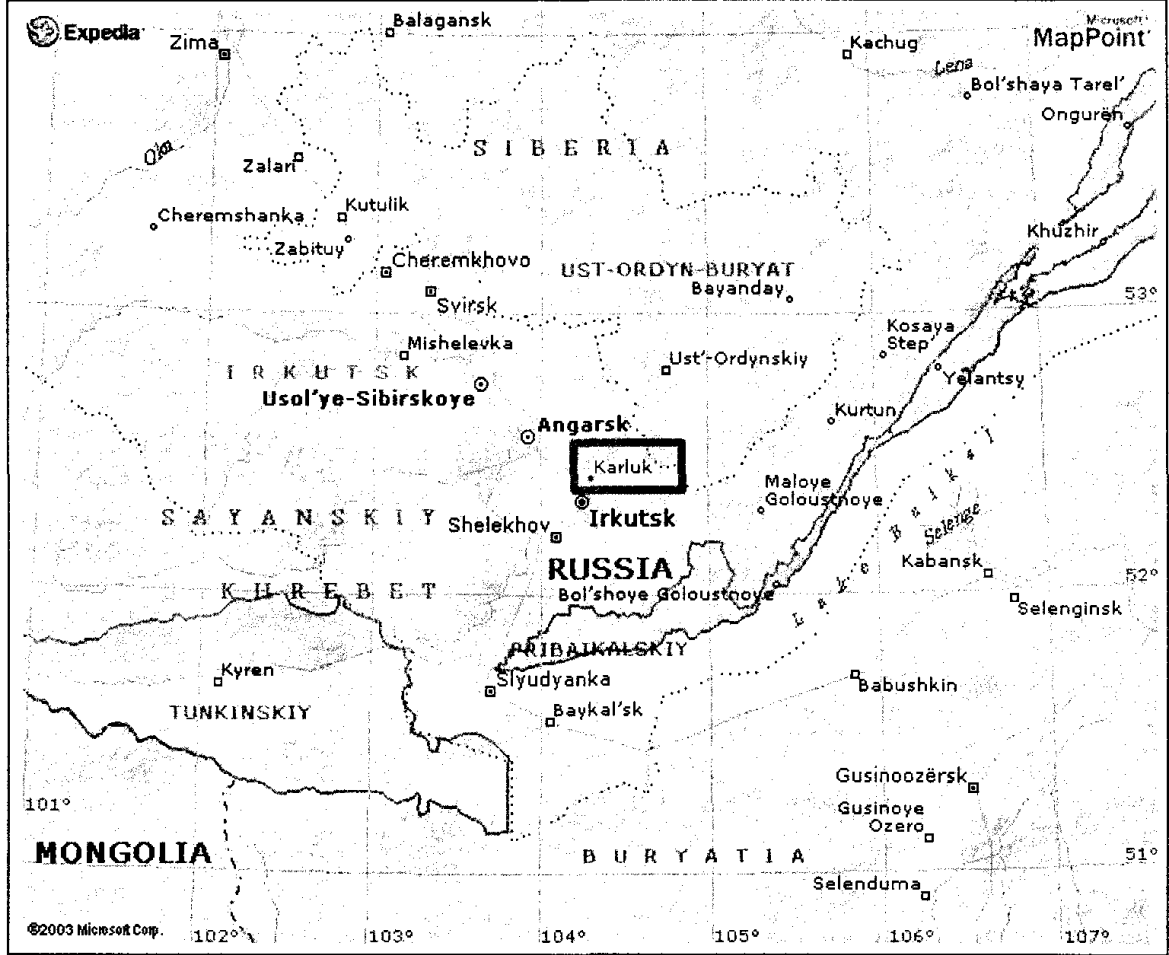 Expedia
Balagansk
Microsoft
MapPoint
Zima
Kachug
Lena
Bol'shaya Tarel'
Ongurën
Oka
SIBERIA
Zalari
Kutulik
Cheremshanka
Khuzhir
Zabituy
Cheremkhovo
UST-ORDYN-BURYAT
Bayanday
Svirsk
53°
Kosaya
Step
Mishelevka
Ust'-Ordynskiy
IRKUTSK
Yelantsy
Usol'ye-Sibirskoye
Kurtun
Angarsk
Karluk
Maloye
Goloustnoye
Irkutsk
SAYANSKIY
Shelekhov
Lake Baikal
Selenge
Kabansk
RUSSIA
52°
KHREBET
Bol'shoye Goloustnoye
Selenginsk
PRIBAIKALSKIY
Kyren
Slyudyanka
Babushkin
TUNKINSKIY
Baykal'sk
Gusinoozërsk
101°
Gusinoye
Ozero
MONGOLIA
BURYATIA
51°
Selenduma
©2003 Microsoft Corp.
102°
103°
104°
105°
106°
107°